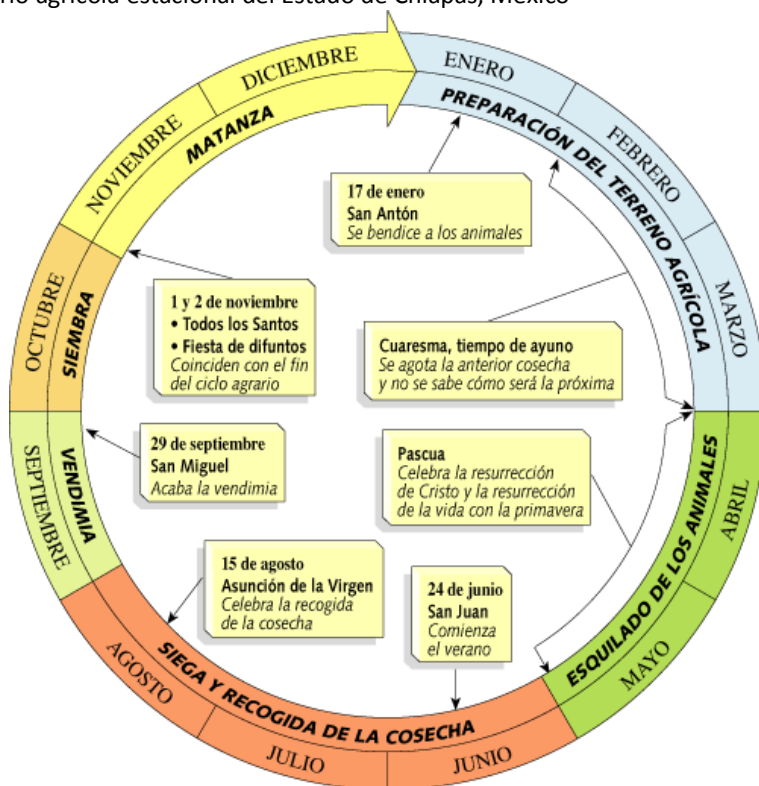 rio agrícola estacional del Estado de Chiapas, México
ENERO
FEBRERO
MARZO
ABRIL
MAYO
JUNIO
JULIO
AGOSTO
SEPTIEMBRE
OCTUBRE
NOVIEMBRE
DICIEMBRE
PREPARACIÓN DEL TERRENO AGRÍCOLA
ESQUILADO DE LOS ANIMALES
SIEGA Y RECOGIDA DE LA COSECHA
VENDIMIA
SIEMBRA
MATANZA
17 de enero
San Antón
Se bendice a los animales
Cuaresma, tiempo de ayuno
Se agota la anterior cosecha
y no se sabe cómo será la próxima
Pascua
Celebra la resurrección
de Cristo y la resurrección
de la vida con la primavera
24 de junio
San Juan
Comienza
el verano
15 de agosto
Asunción de la Virgen
Celebra la recogida
de la cosecha
29 de septiembre
San Miguel
Acaba la vendimia
1 y 2 de noviembre
• Todos los Santos
• Fiesta de difuntos
Coinciden con el fin
del ciclo agrario